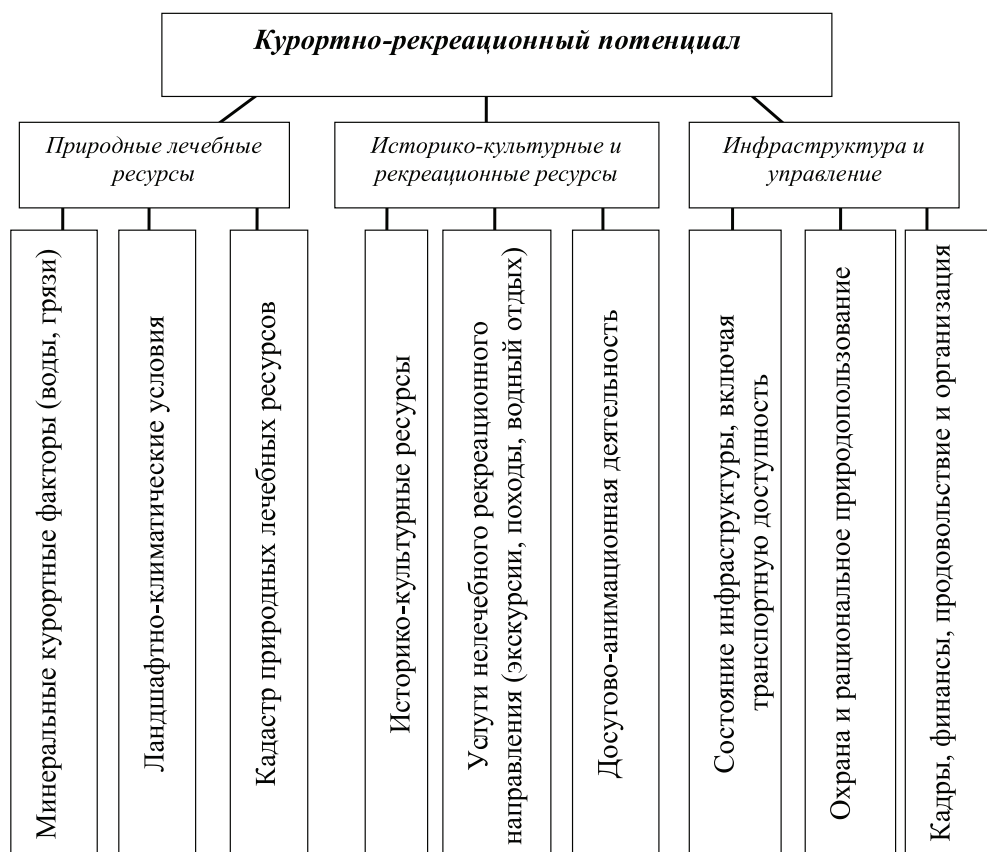 Курортно-рекреационный потенциал
Природные лечебные
ресурсы
Историко-культурные и
рекреационные ресурсы
Инфраструктура и
управление
Минеральные курортные факторы (воды, грязи)
Ландшафтно-климатические условия
Кадастр природных лечебных ресурсов
Историко-культурные ресурсы
Услуги нелечебного рекреационного
направления (экскурсии, походы, водный отдых)
Досугово-анимационная деятельность
Состояние инфраструктуры, включая
транспортную доступность
Охрана и рациональное природопользование
Кадры, финансы, продовольствие и организация